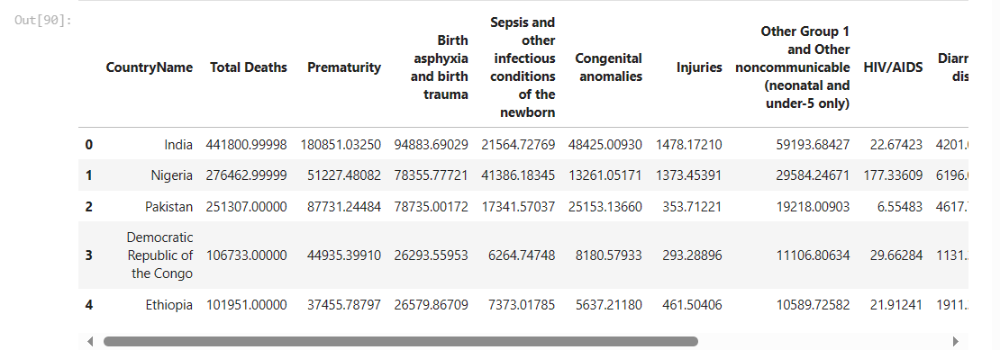 Out[90]:
Sepsis and
Birth other Other Group 1
asphyxia infectious Congenital and Other Diarr
CountryName Total Deaths Prematurity and birth conditions anomalies Injuries noncommunicable HIV/AIDS dis
trauma of the (neonatal and
newborn under-5 only)
0 India 441800.99998 180851.03250 94883.69029 21564.72769 48425.00930 1478.17210 59193.68427 22.67423 4201.
1 Nigeria 276462.99999 51227.48082 78355.77721 41386.18345 13261.05171 1373.45391 29584.24671 177.33609 6196.
2 Pakistan 251307.00000 87731.24484 78735.00172 17341.57037 25153.13660 353.71221 19218.00903 6.55483 4617.
Democratic
3 Republic of 106733.00000 44935.39910 26293.55953 6264.74748 8180.57933 293.28896 11106.80634 29.66284 1131.
the Congo
4 Ethiopia 101951.00000 37455.78797 26579.86709 7373.01785 5637.21180 461.50406 10589.72582 21.91241 1911.